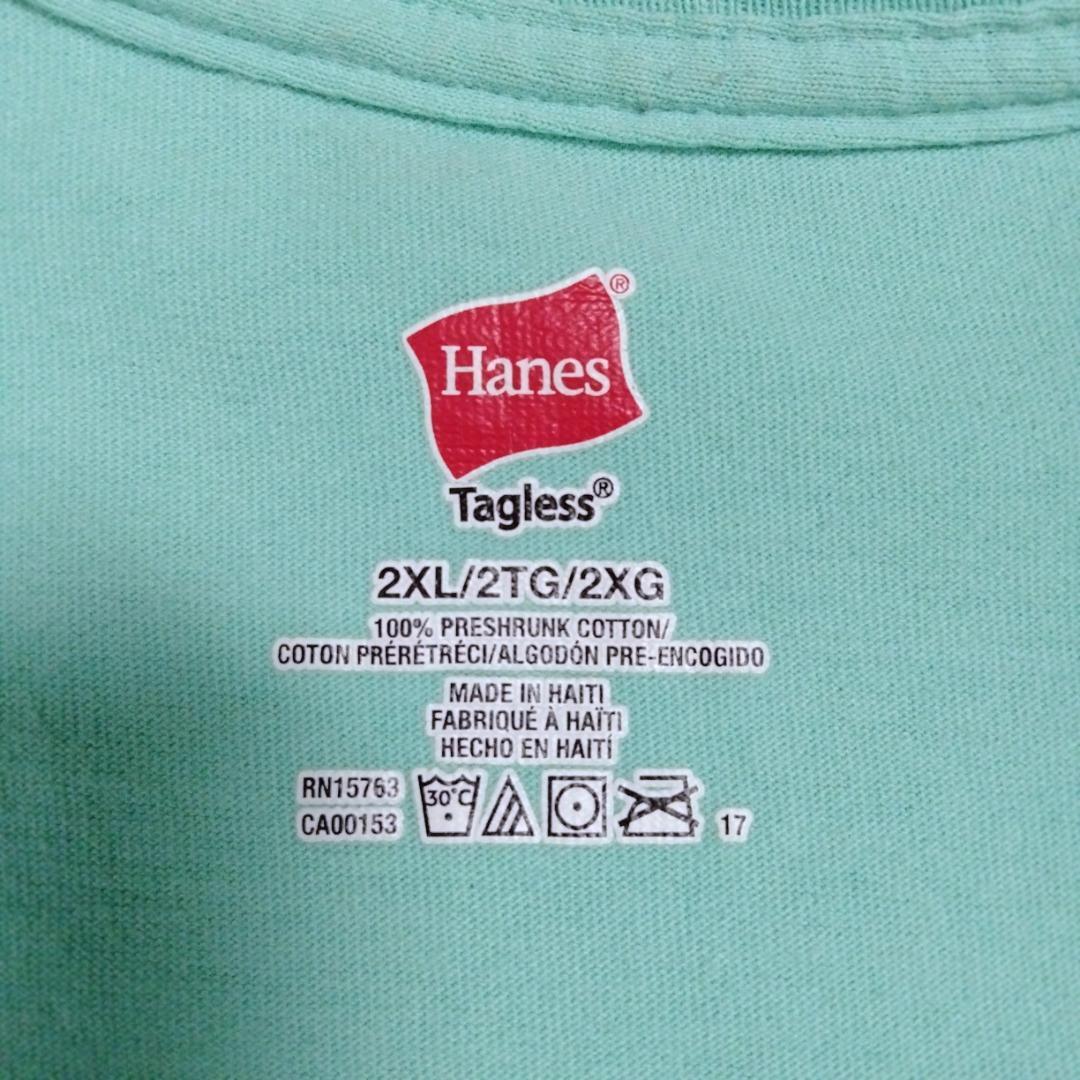 Hanes®
Tagless®
2XL/2TG/2XG
100% PRESHRUNK COTTON/
COTON PRÉRÉTRÉCI/ALGODÓN PRE-ENCOGIDO
MADE IN HAITI
FABRIQUÉ À HAÏTI
HECHO EN HAITÍ
RN15763
CA00153
30°C
17